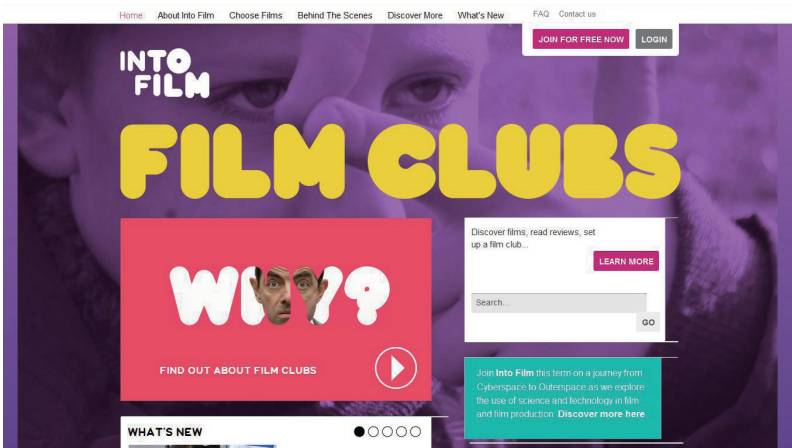 Home About Into Film Choose Films Behind The Scenes Discover More What's New FAQ Contact us
JOIN FOR FREE NOW LOGIN
INTO
FILM
FILM CLUBS
WHY?
FIND OUT ABOUT FILM CLUBS
Discover films, read reviews, set
up a film club...
LEARN MORE
Search...
GO
Join Into Film this term on a journey from
Cyberspace to Outerspace as we explore
the use of science and technology in film
and film production. Discover more here.
WHAT'S NEW